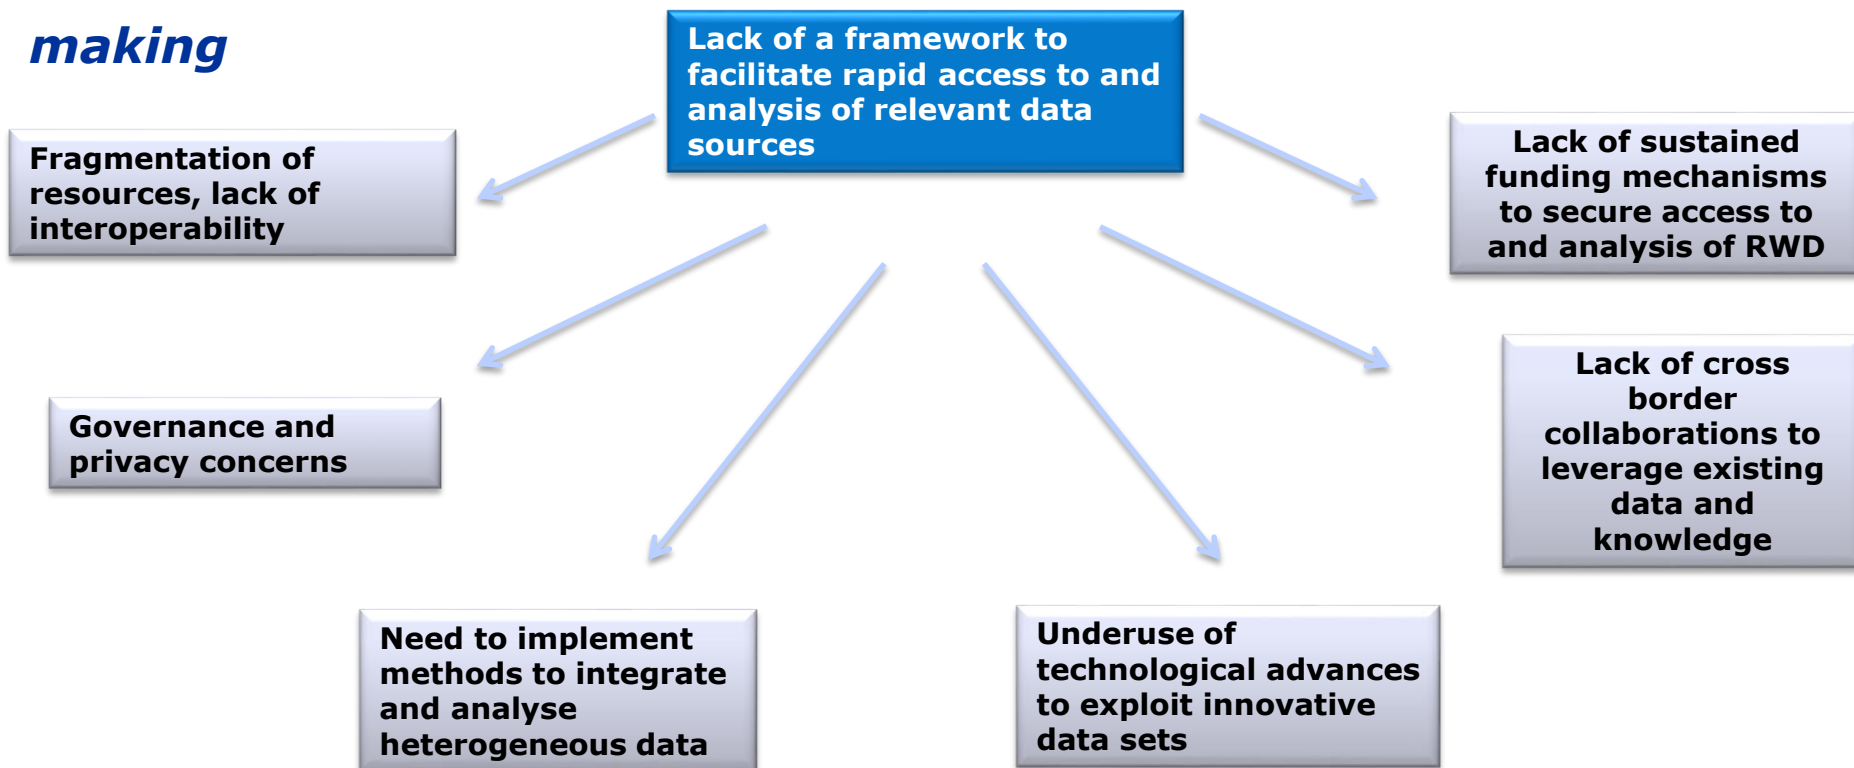 making
Lack of a framework to
facilitate rapid access to and
analysis of relevant data
sources
Fragmentation of
resources, lack of
interoperability
Lack of sustained
funding mechanisms
to secure access to
and analysis of RWD
Governance and
privacy concerns
Lack of cross
border
collaborations to
leverage existing
data and
knowledge
Need to implement
methods to integrate
and analyse
heterogeneous data
Underuse of
technological advances
to exploit innovative
data sets